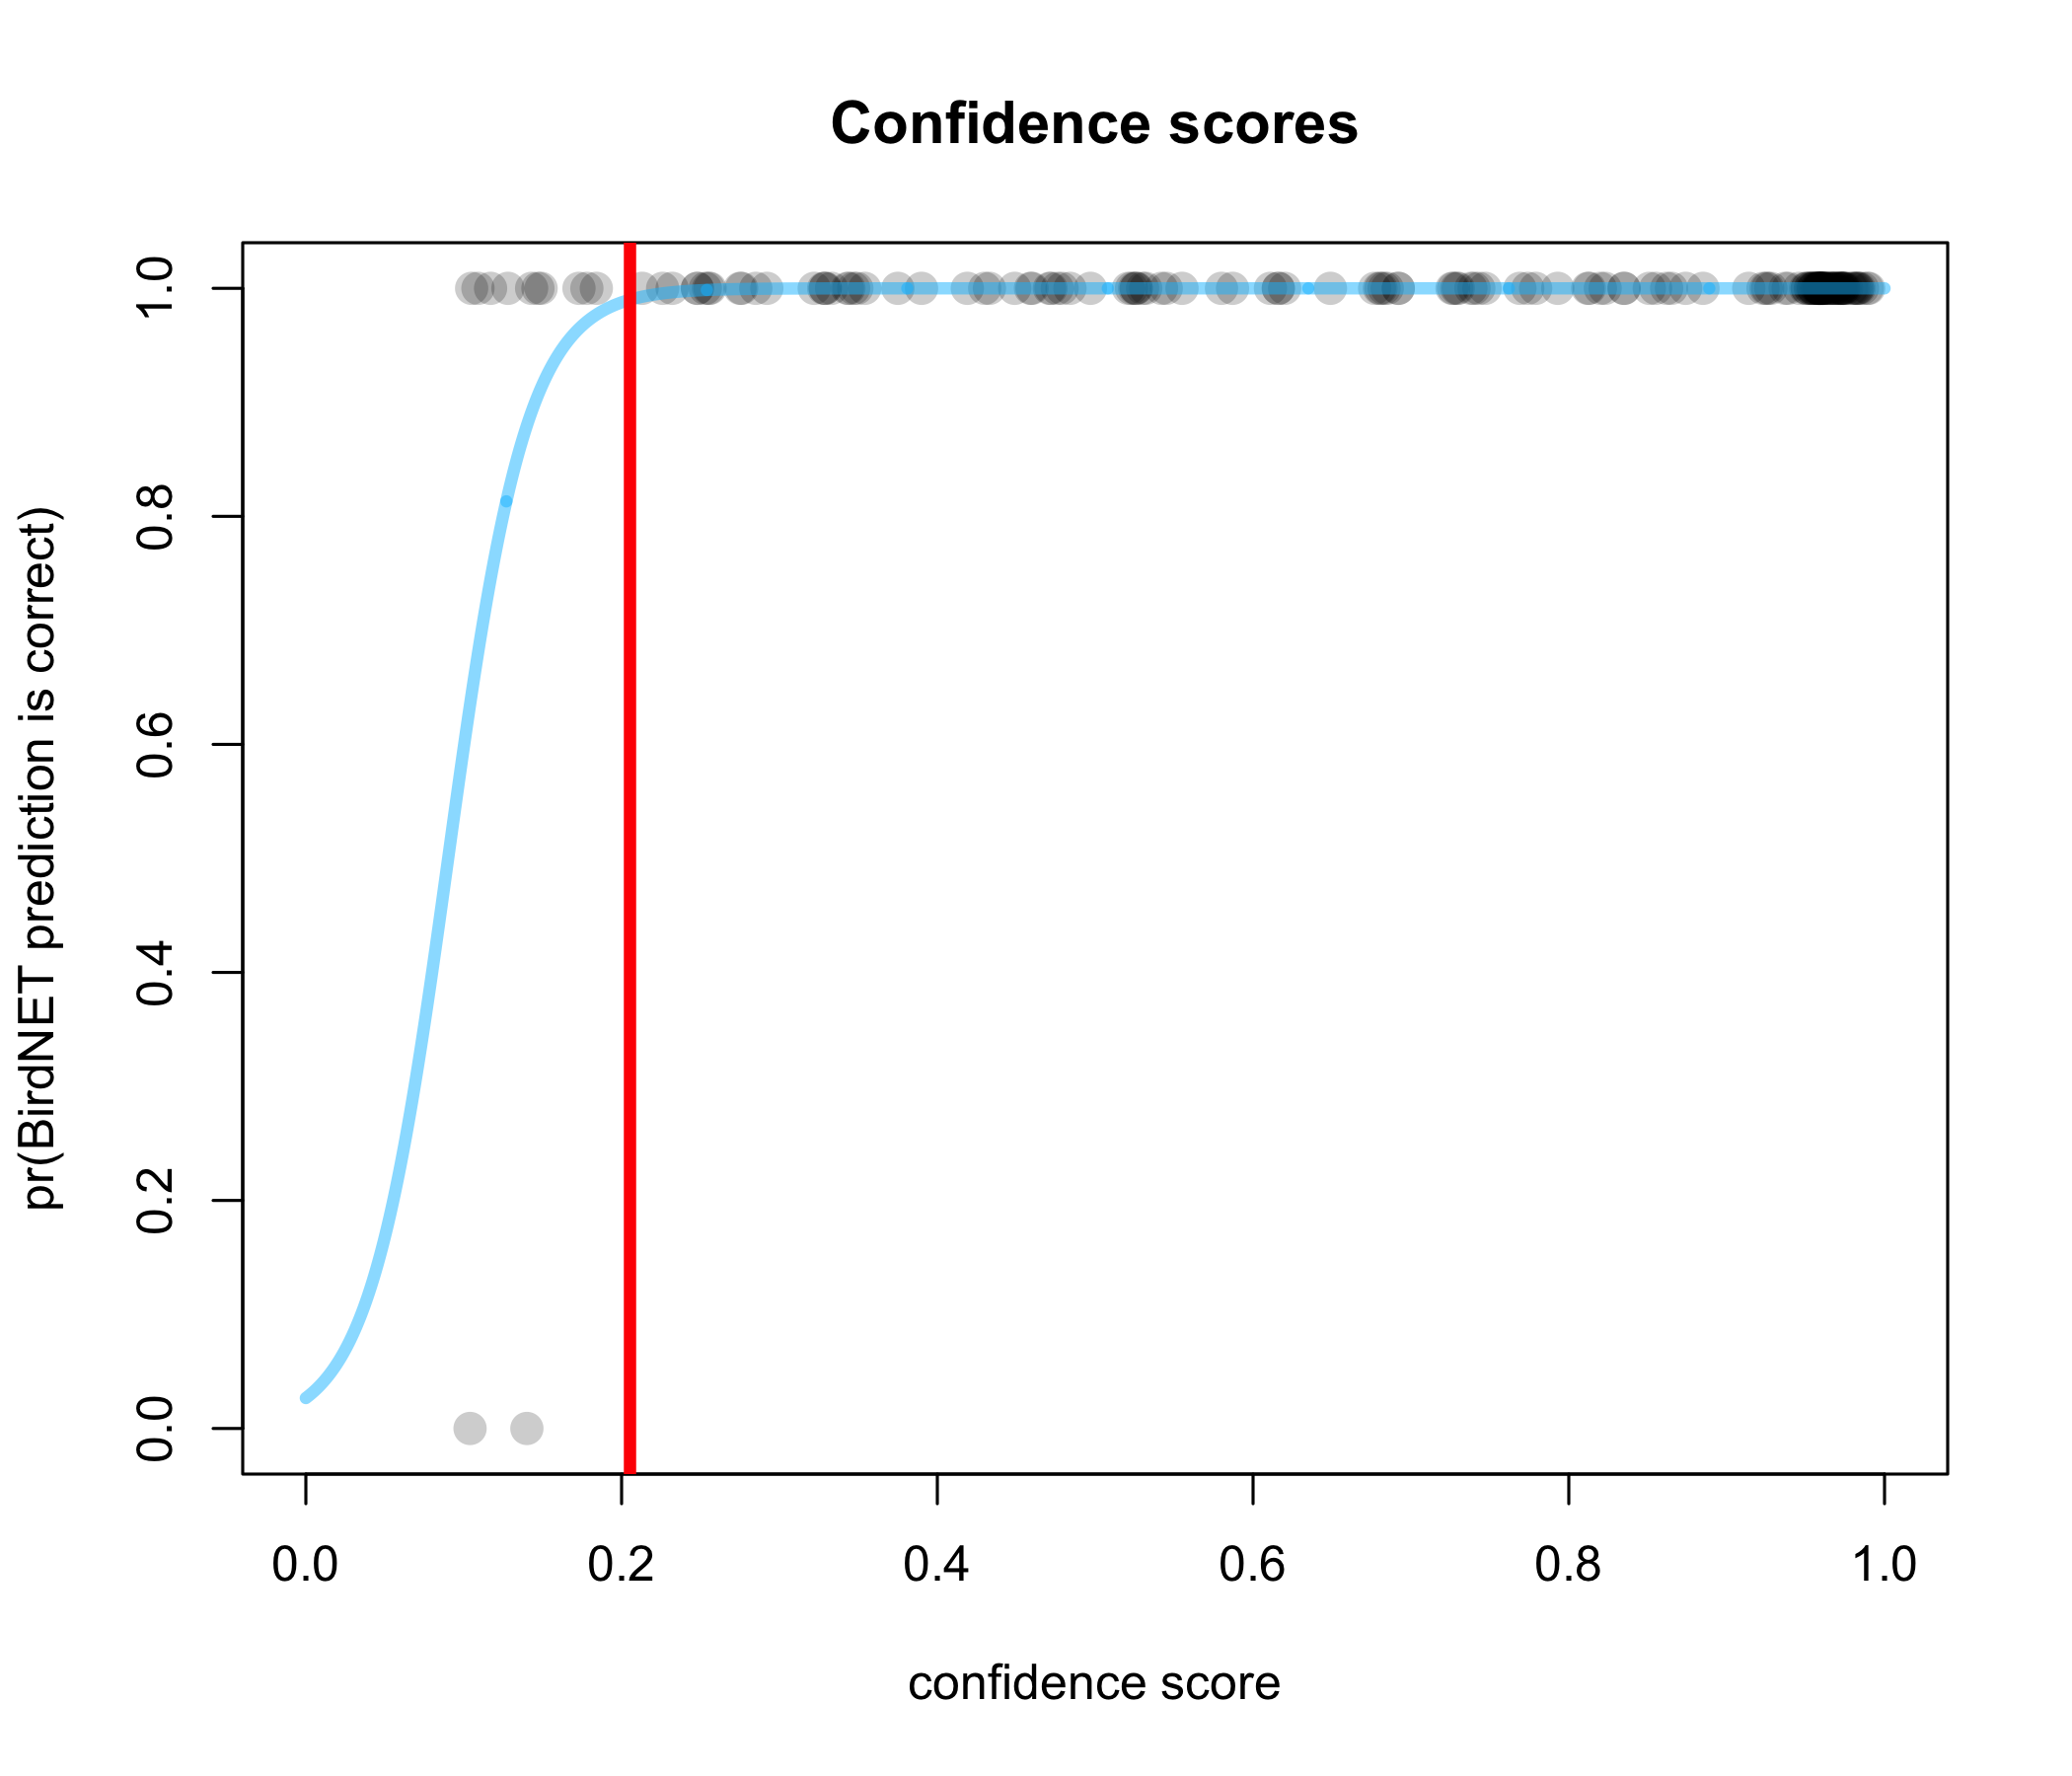 Confidence scores
pr(BirdNET prediction is correct)
1.0
0.8
0.6
0.4
0.2
0.0
0.0 0.2 0.4 0.6 0.8 1.0
confidence score